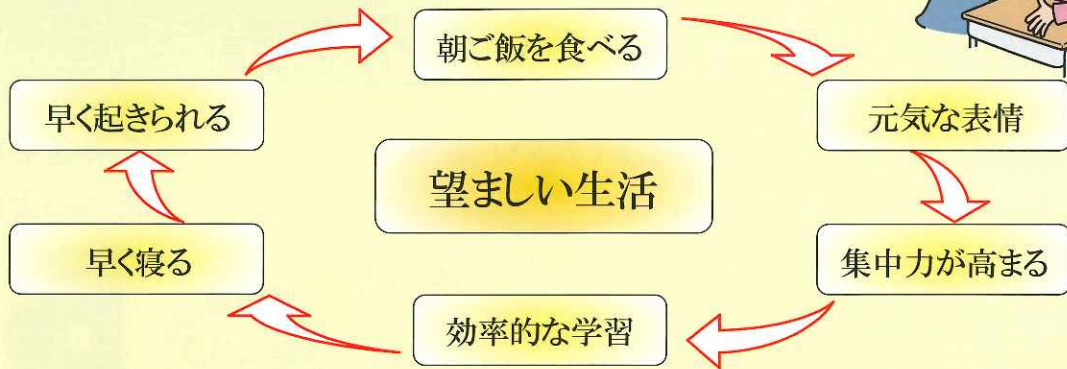 朝ご飯を食べる
早く起きられる
元気な表情
望ましい生活
早く寝る
集中力が高まる
効率的な学習